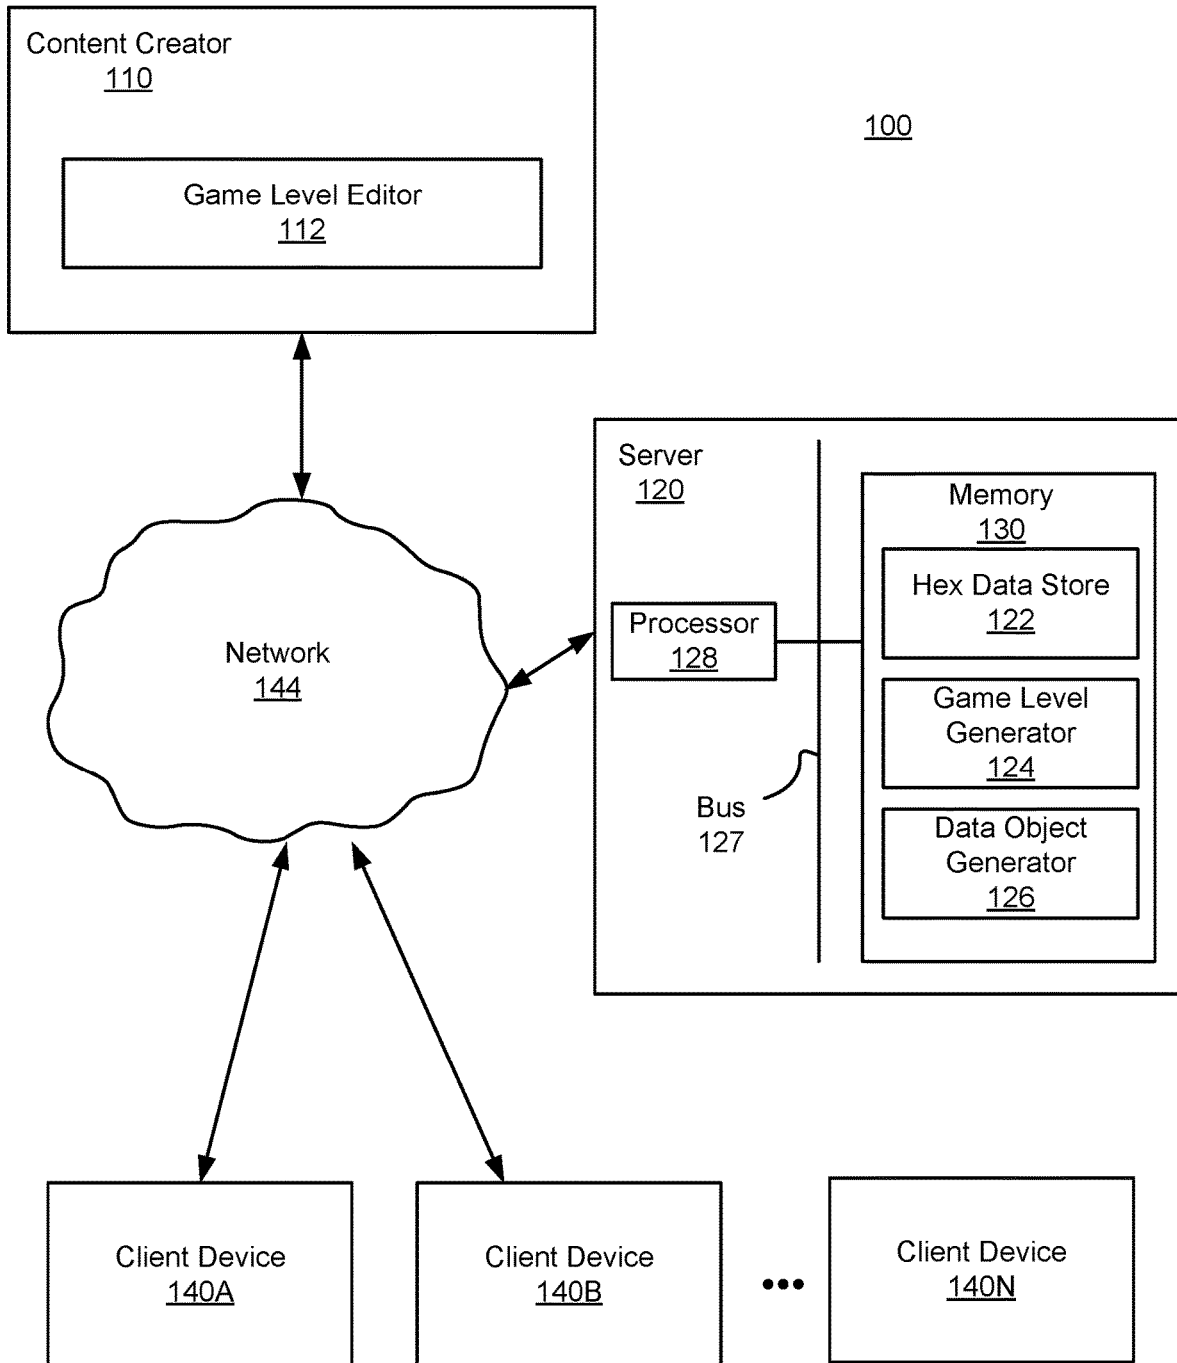 Content Creator
110
Game Level Editor
112
100
Server
120
Memory
130
Hex Data Store
122
Processor
128
Game Level
Generator
124
Bus
127
Data Object
Generator
126
Network
144
Client Device
140A
Client Device
140B
•••
Client Device
140N